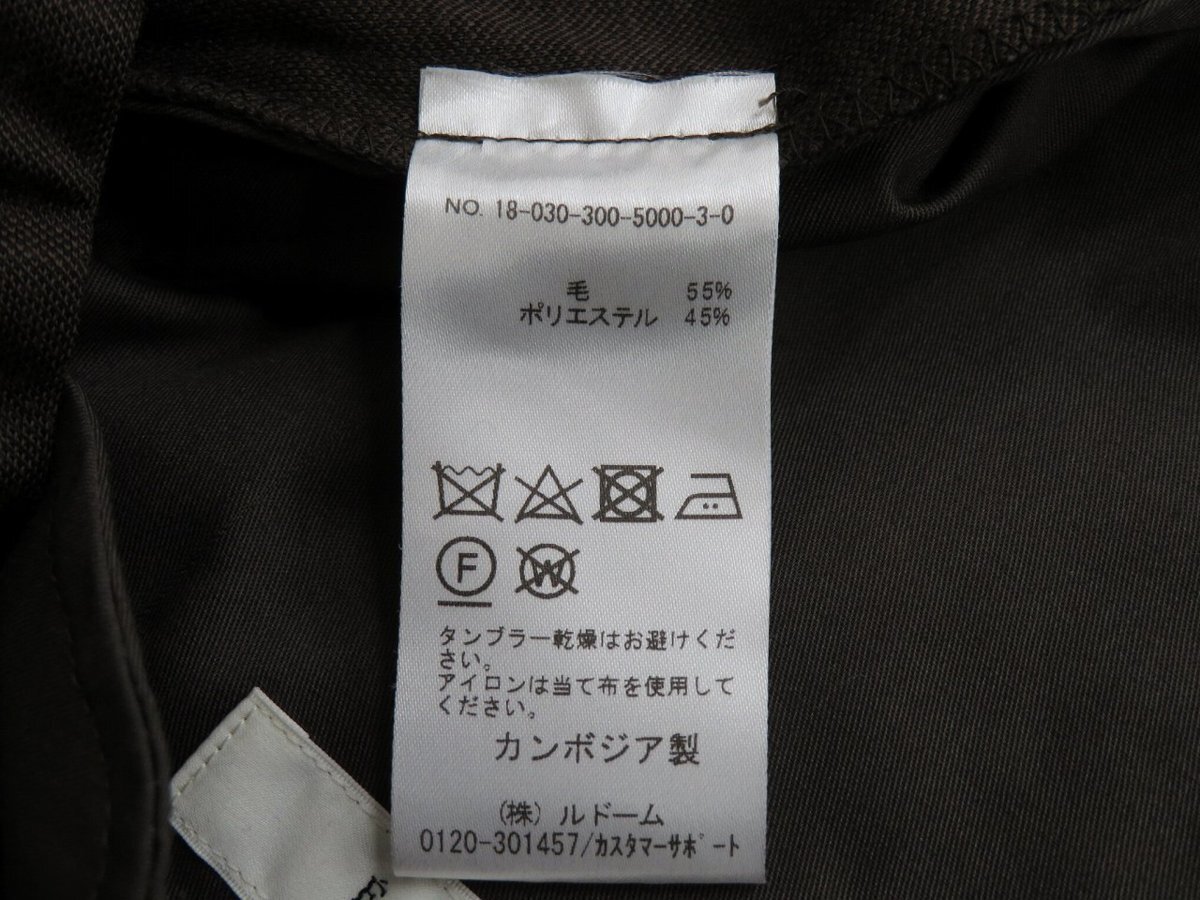 NO. 18-030-300-5000-3-0
毛 55%
ポリエステル 45%
F
W
タンブラー乾燥はお避けくだ
さい。
アイロンは当て布を使用して
ください。
カンボジア製
(株) ルドーム
0120-301457/カスタマーサポート